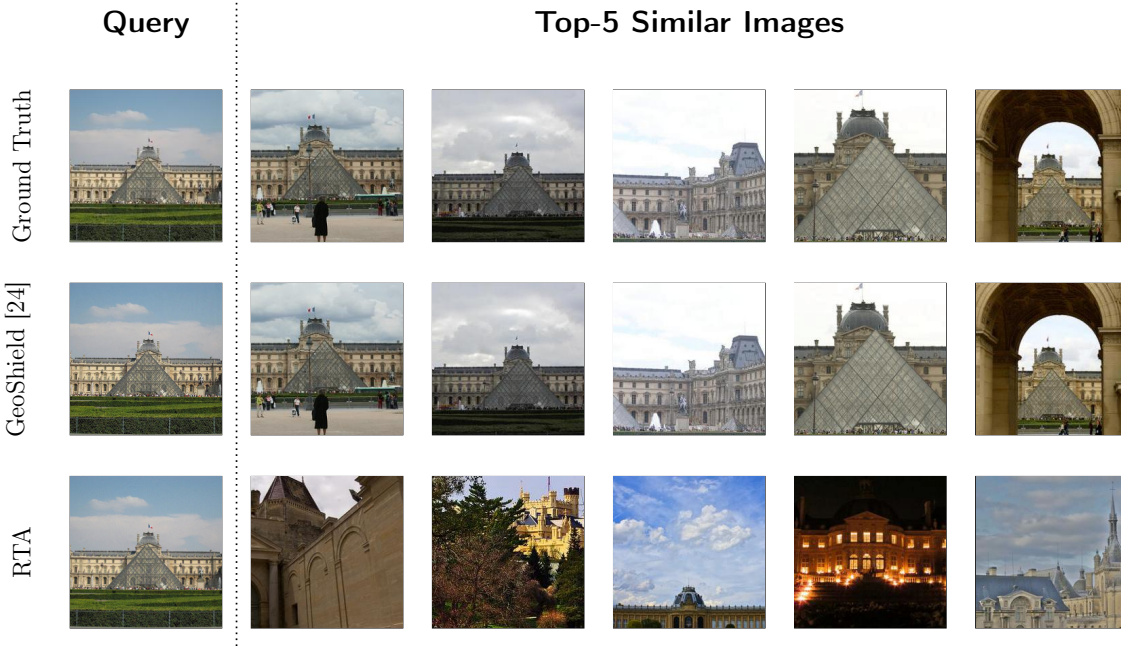 Query
Top-5 Similar Images
Ground Truth
GeoShield [24]
RTA